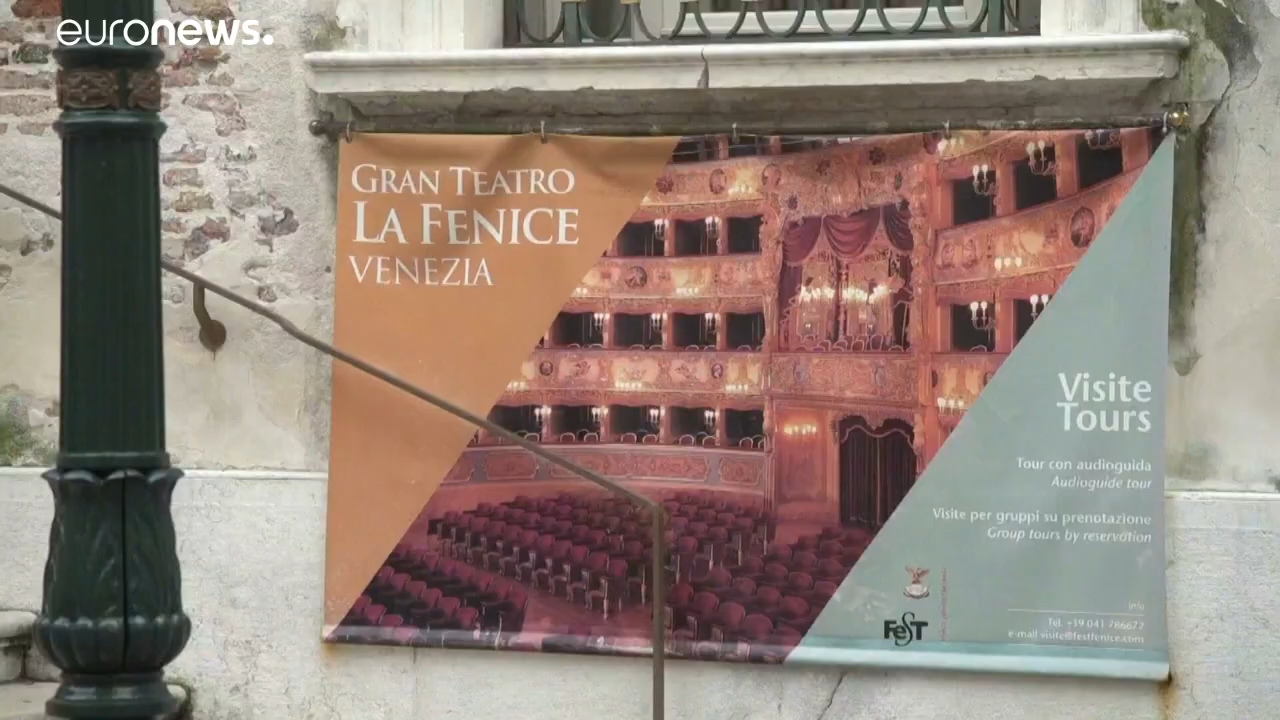 euronews.
GRAN TEATRO
LA FENICE
VENEZIA
Visite
Tours
Tour con audioguida
Audioguide tour
Visite per gruppi su prenotazione
Group tours by reservation
info
Tel. +39 041 786672
e-mail visite@festfenice.com
FeST